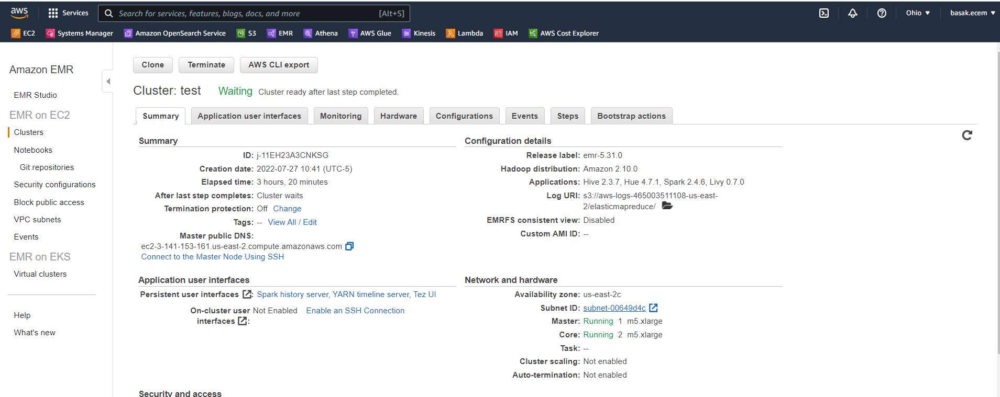 aws Services Search for services, features, blogs, docs, and more [Alt+S] Ohio basak.ecem
EC2 Systems Manager Amazon OpenSearch Service S3 EMR Athena AWS Glue Kinesis Lambda IAM AWS Cost Explorer
Amazon EMR
EMR Studio
EMR on EC2
Clusters
Notebooks
Git repositories
Security configurations
Block public access
VPC subnets
Events
EMR on EKS
Virtual clusters
Help
What's new
Clone Terminate AWS CLI export
Cluster: test Waiting Cluster ready after last step completed.
Summary Application user interfaces Monitoring Hardware Configurations Events Steps Bootstrap actions
Summary
ID: j-11EH23A3CNKSG
Creation date: 2022-07-27 10:41 (UTC-5)
Elapsed time: 3 hours, 20 minutes
After last step completes: Cluster waits
Termination protection: Off Change
Tags: -- View All / Edit
Master public DNS:
ec2-3-141-153-161.us-east-2.compute.amazonaws.com
Connect to the Master Node Using SSH
Configuration details
Release label: emr-5.31.0
Hadoop distribution: Amazon 2.10.0
Applications: Hive 2.3.7, Hue 4.7.1, Spark 2.4.6, Livy 0.7.0
Log URI: s3://aws-logs-465003511108-us-east-
2/elasticmapreduce/
EMRFS consistent view: Disabled
Custom AMI ID: --
Application user interfaces
Persistent user interfaces : Spark history server, YARN timeline server, Tez UI
On-cluster user Not Enabled Enable an SSH Connection
interfaces :
Network and hardware
Availability zone: us-east-2c
Subnet ID: subnet-00649d4c
Master: Running 1 m5.xlarge
Core: Running 2 m5.xlarge
Task: --
Cluster scaling: Not enabled
Auto-termination: Not enabled
Security and access